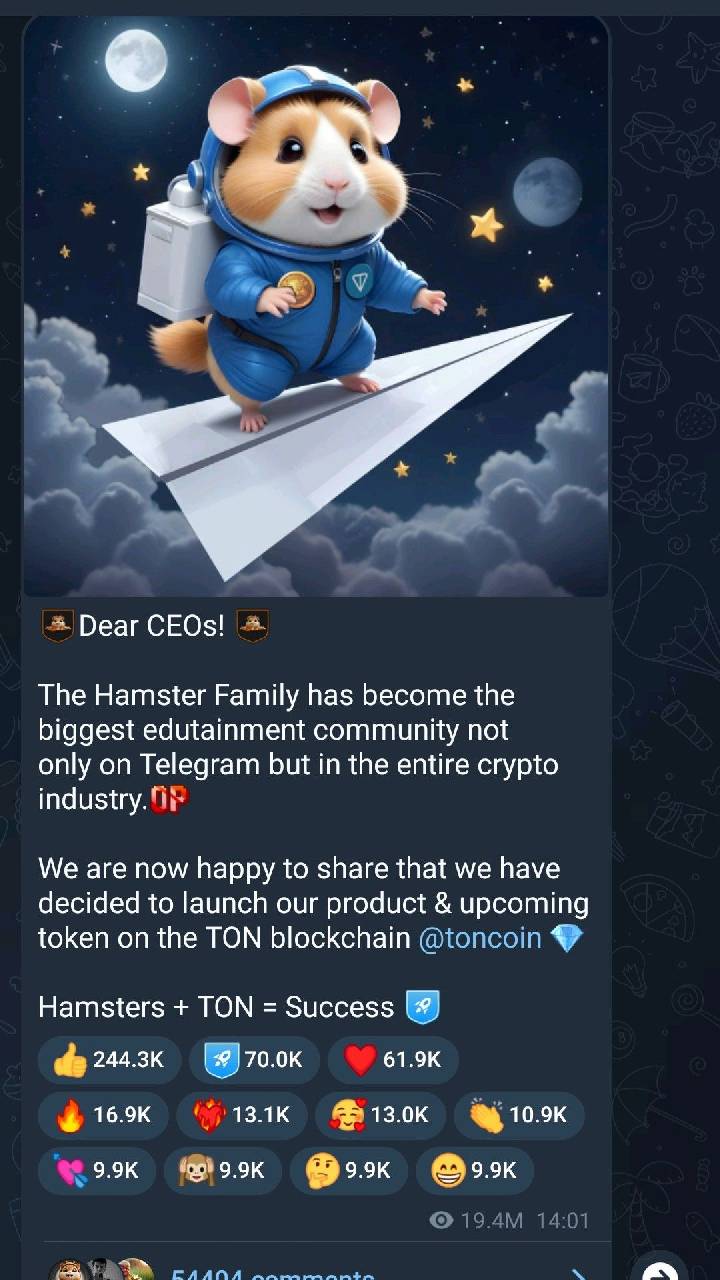 Dear CEOs!
The Hamster Family has become the
biggest edutainment community not
only on Telegram but in the entire crypto
industry.OP
We are now happy to share that we have
decided to launch our product & upcoming
token on the TON blockchain @toncoin
Hamsters + TON = Success
244.3K 70.0K 61.9K
16.9K 13.1K 13.0K 10.9K
9.9K 9.9K 9.9K 9.9K
19.4M 14:01
54404 comments